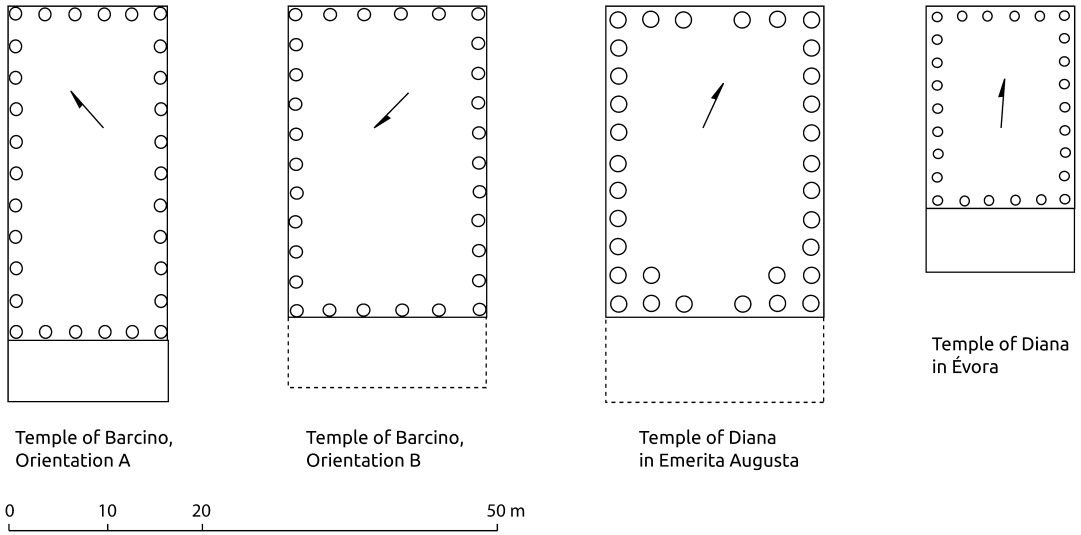 Temple of Barcino,
Orientation A
Temple of Barcino,
Orientation B
Temple of Diana
in Emerita Augusta
Temple of Diana
in Évora
0 10 20 50 m